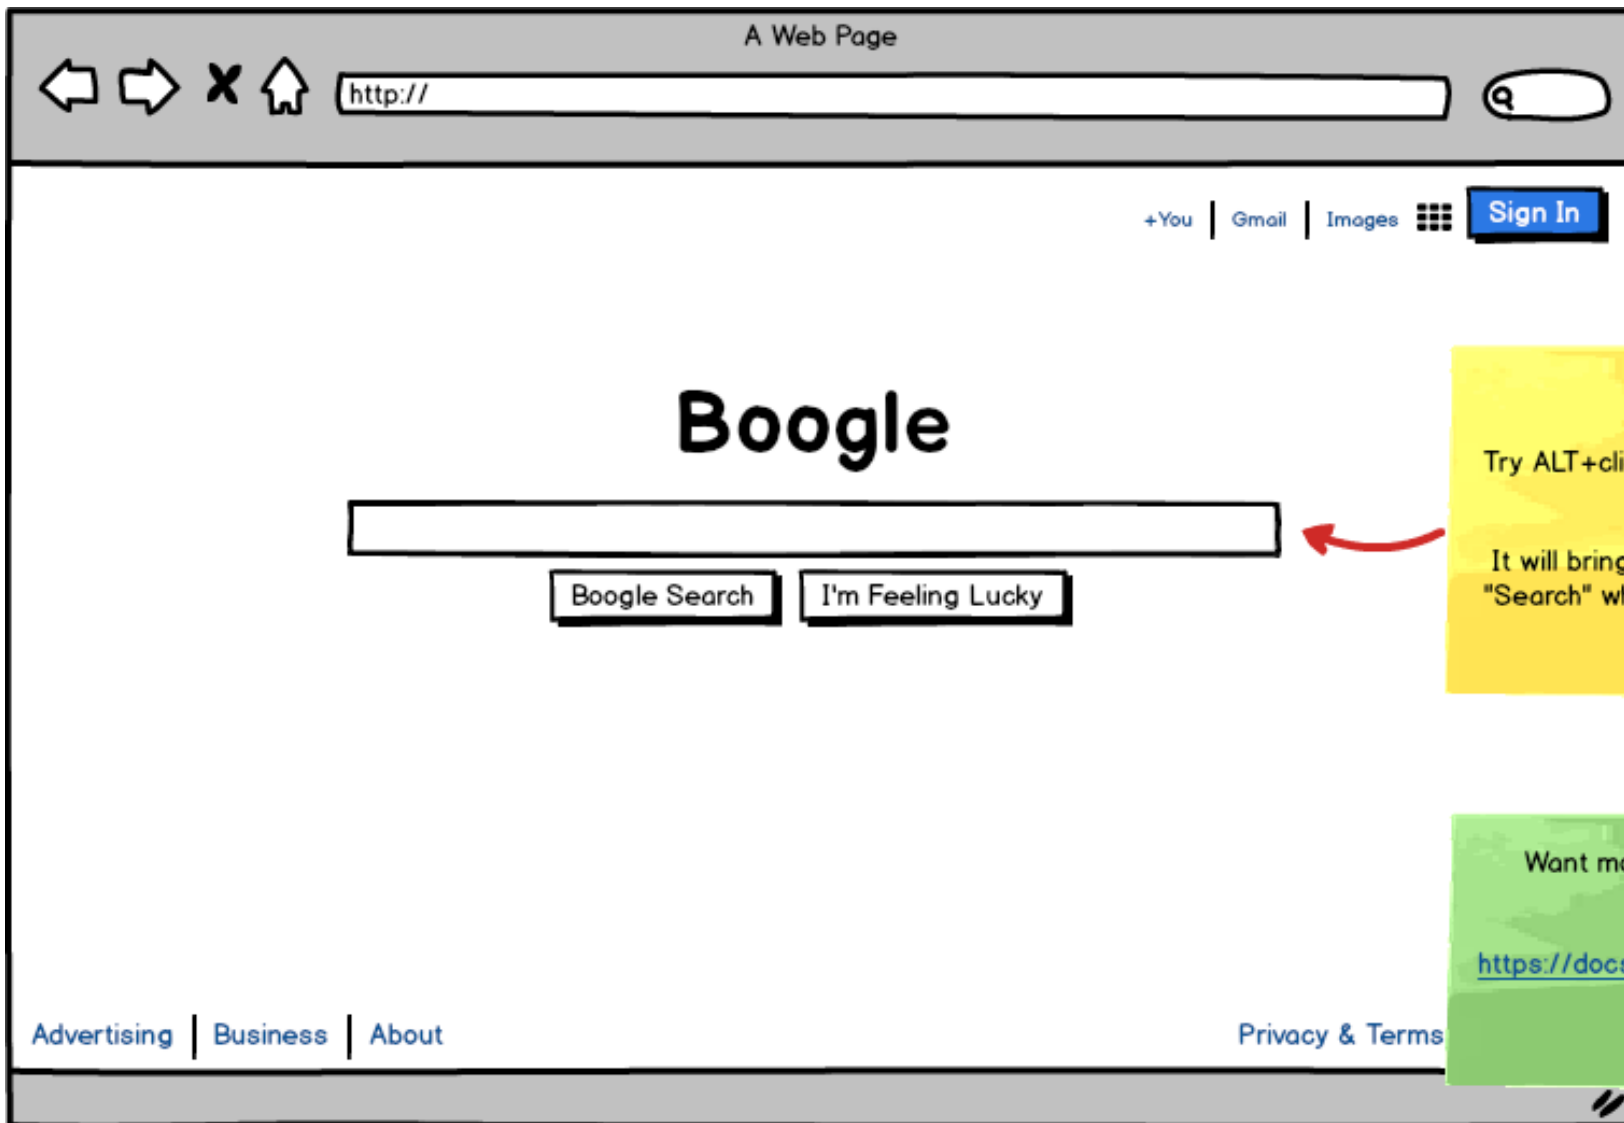 A Web Page
http://
+You Gmail Images Sign In
Boogle
Try ALT+cli
It will bring
"Search" wh
Boogle Search I'm Feeling Lucky
Want mo
https://docs
Advertising Business About Privacy & Terms